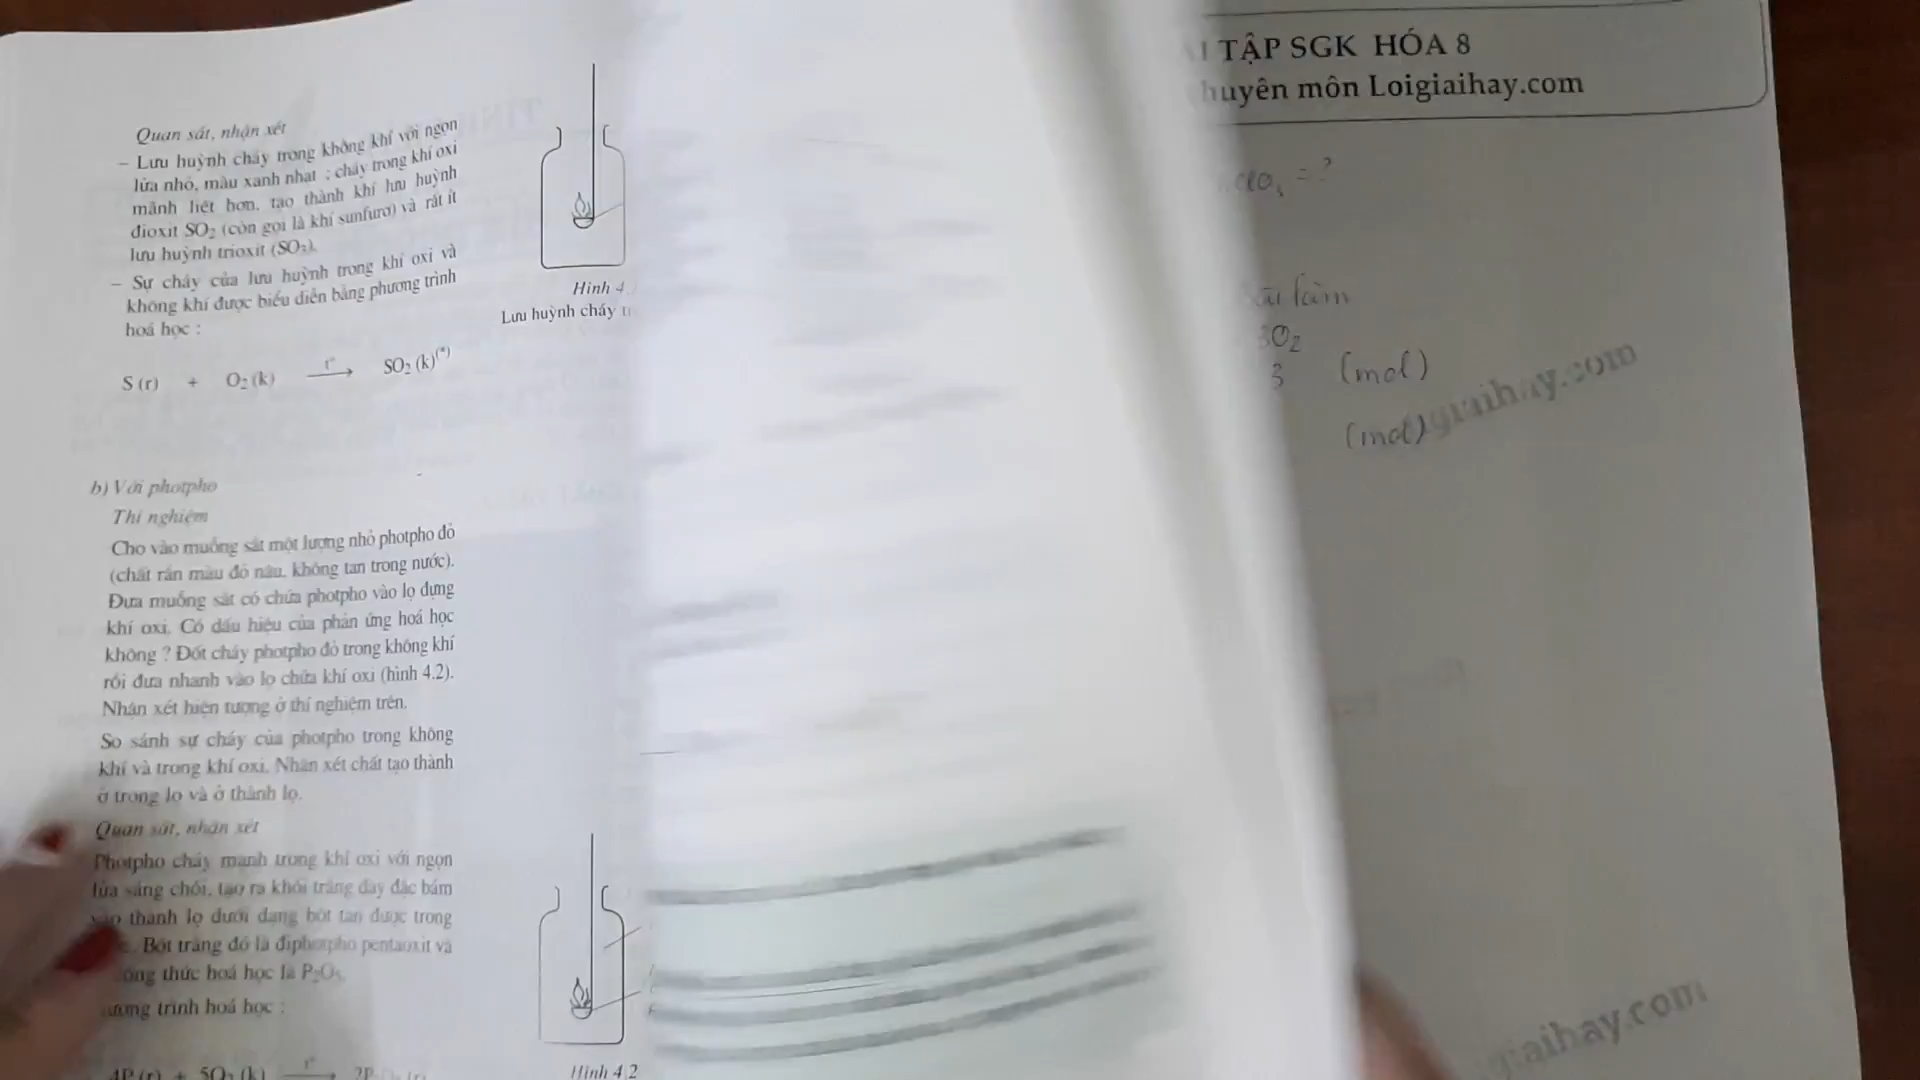 Quan sát, nhận xét
– Lưu huỳnh cháy trong không khí với ngọn
lửa nhỏ, màu xanh nhạt ; cháy trong khí oxi
mãnh liệt hơn, tạo thành khí lưu huỳnh
đioxit SO₂ (còn gọi là khí sunfurơ) và rất ít
lưu huỳnh trioxit (SO₃).
– Sự cháy của lưu huỳnh trong khí oxi và
không khí được biểu diễn bằng phương trình
hoá học :
S (r) + O₂ (k) t° → SO₂ (k)(*)
Hình 4.
Lưu huỳnh cháy
b) Với photpho
Thí nghiệm
Cho vào muỗng sắt một lượng nhỏ photpho đỏ
(chất rắn màu đỏ nâu, không tan trong nước).
Đưa muỗng sắt có chứa photpho vào lọ đựng
khí oxi. Có dấu hiệu của phản ứng hoá học
không ? Đốt cháy photpho đỏ trong không khí
rồi đưa nhanh vào lọ chứa khí oxi (hình 4.2).
Nhận xét hiện tượng ở thí nghiệm trên.
So sánh sự cháy của photpho trong không
khí và trong khí oxi. Nhận xét chất tạo thành
ở trong lọ và ở thành lọ.
Quan sát, nhận xét
Photpho cháy mạnh trong khí oxi với ngọn
lửa sáng chói, tạo ra khói trắng dày đặc bám
vào thành lọ dưới dạng bột tan được trong
Bột trắng đó là điphotpho pentaoxit và
thức hoá học là P₂O₅.
trình hoá học :
4P (r) + 5O₂ (k) t° →
Hình 4.2
TẬP SGK HÓA 8
huyên môn Loigiaihay.com
= ?
làm
3O₂
3 (mol)
(mol)
giaihay.com
giaihay.com